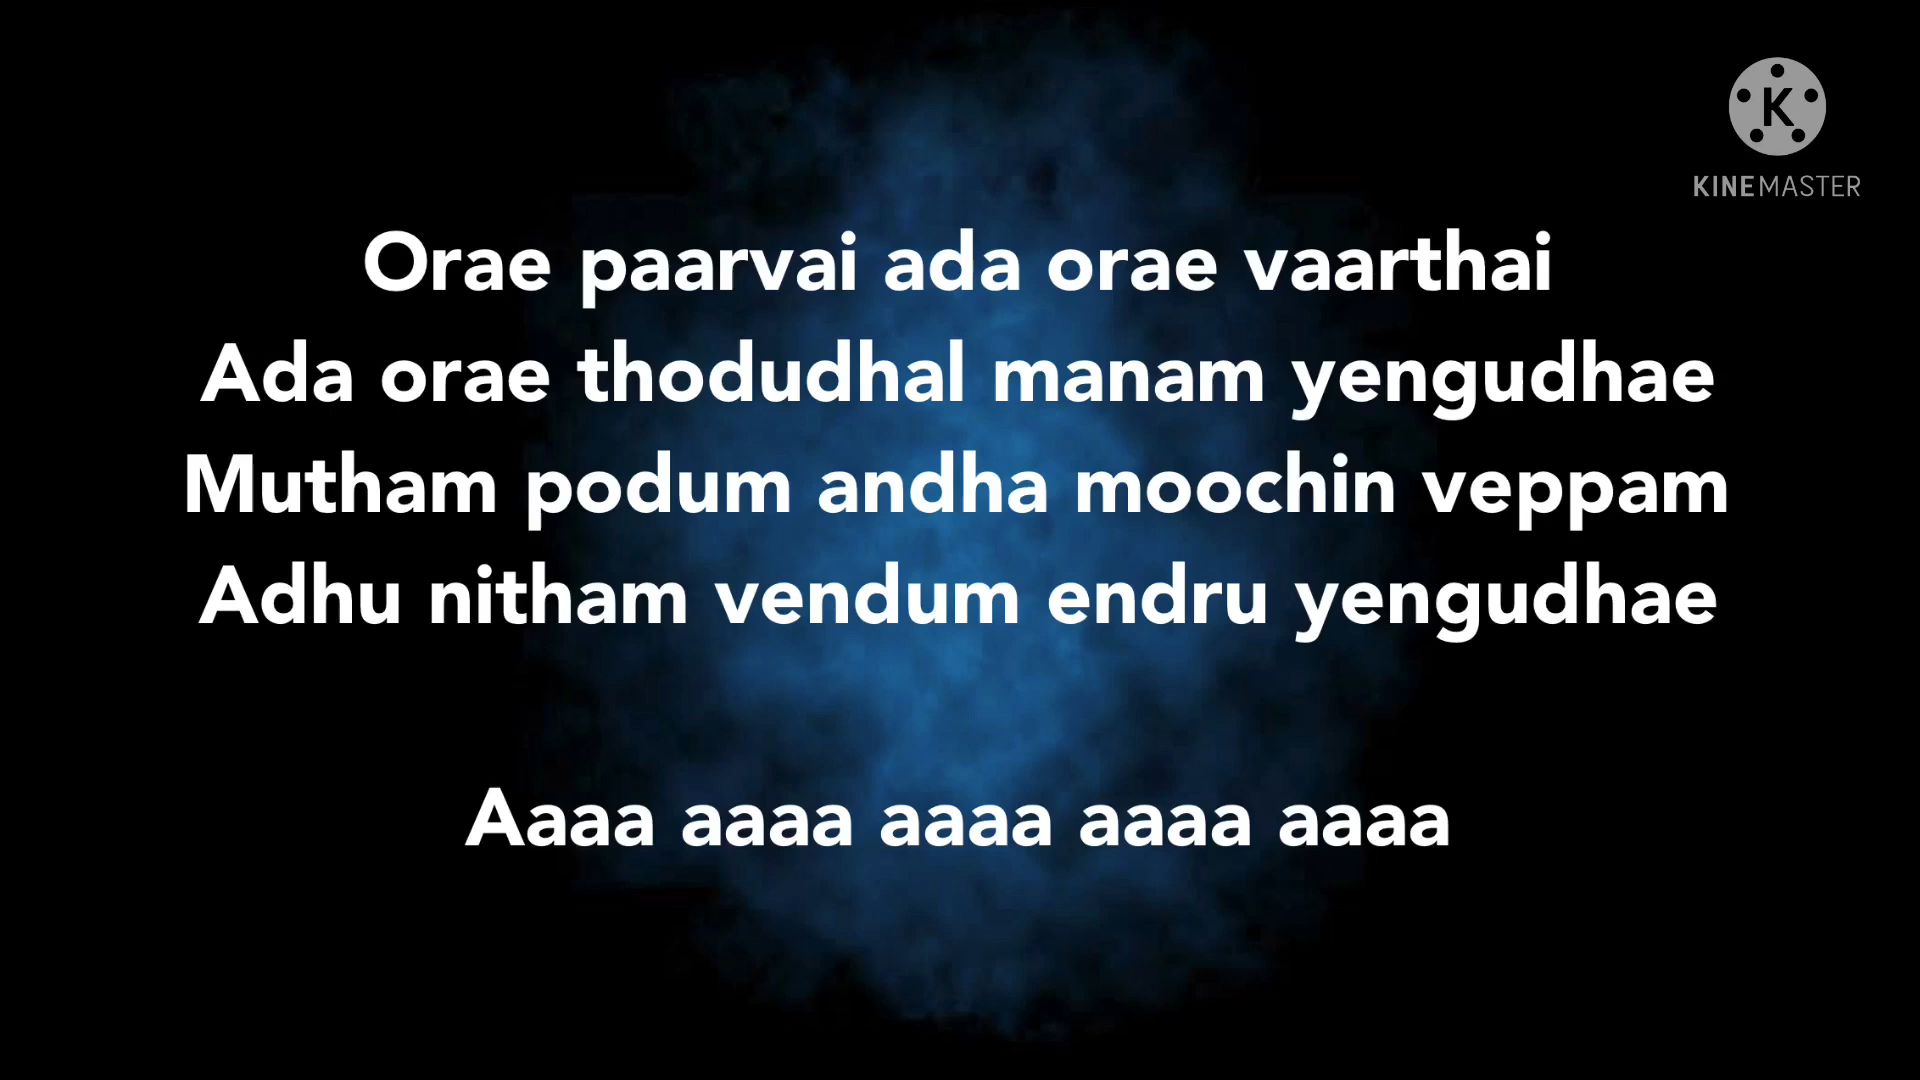 K
KINEMASTER
Orae paarvai ada orae vaarthai
Ada orae thodudhal manam yengudhae
Mutham podum andha moochin veppam
Adhu nitham vendum endru yengudhae
Aaaa aaaa aaaa aaaa aaaa